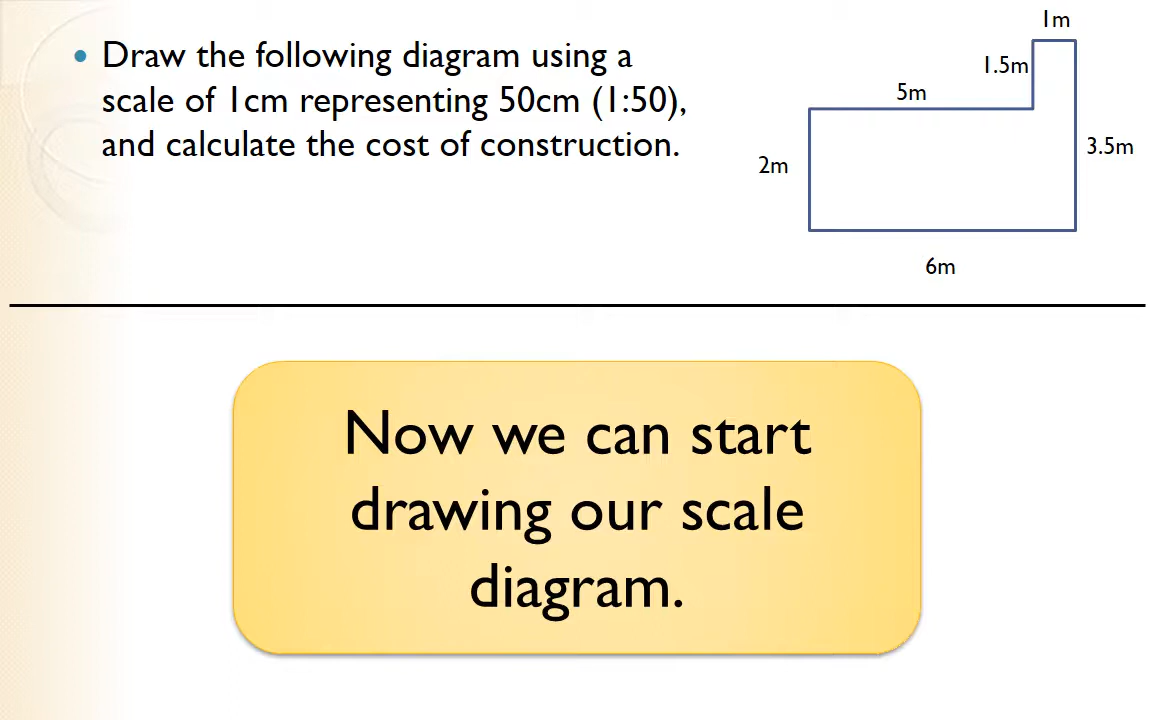 Draw the following diagram using a
scale of 1cm representing 50cm (1:50),
and calculate the cost of construction.
1m
1.5m
5m
3.5m
2m
6m
Now we can start
drawing our scale
diagram.